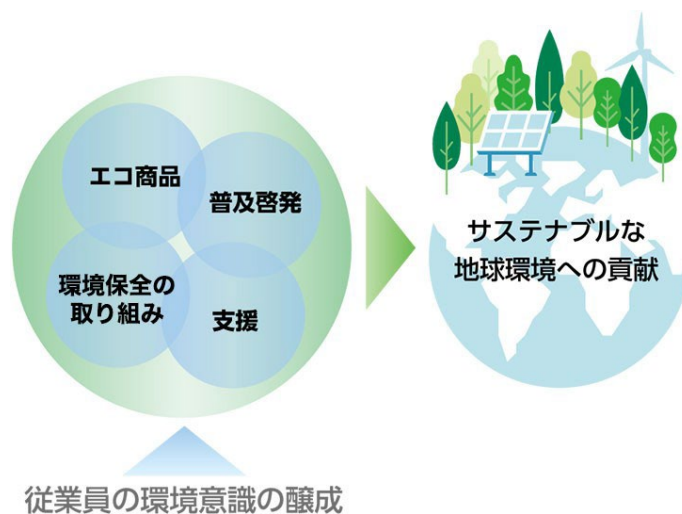 エコ商品
普及啓発
環境保全の
取り組み
支援
サステナブルな
地球環境への貢献
従業員の環境意識の醸成